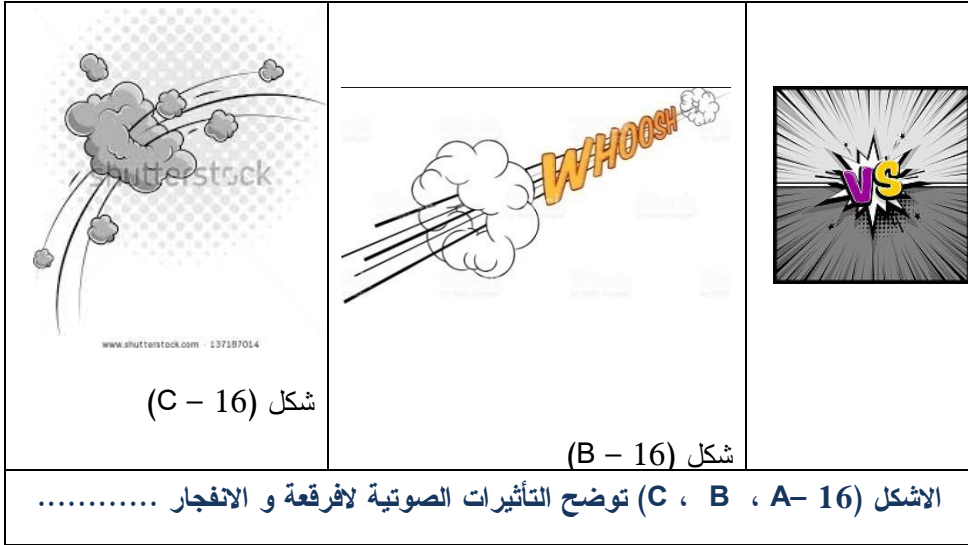 VS
WHOOSH
shutterstock
www.shutterstock.com · 137187014
شكل (16 – C)
شكل (16 – B)
الاشكل (16 –A ، B ، C) توضح التأثيرات الصوتية لافرقعة و الانفجار ............